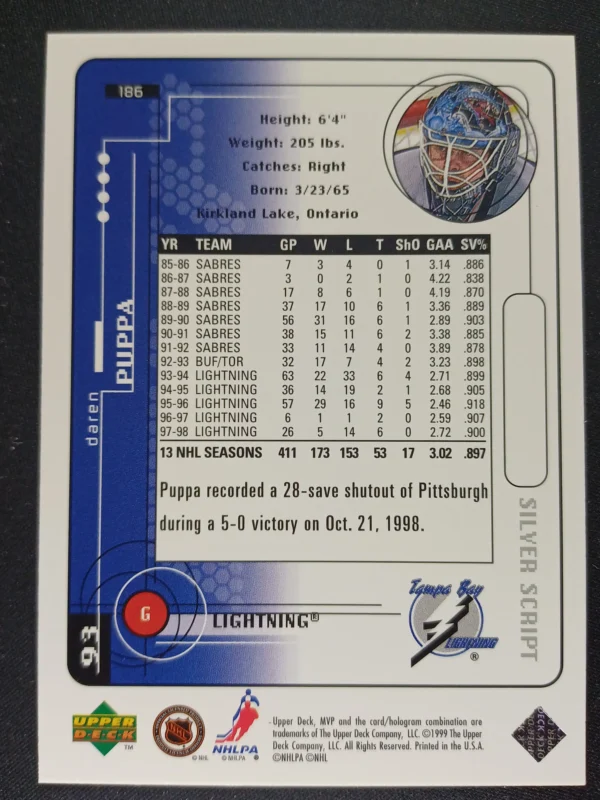 186
Height: 6'4"
Weight: 205 lbs.
Catches: Right
Born: 3/23/65
Kirkland Lake, Ontario
YR TEAM GP W L T ShO GAA SV%
85-86 SABRES 7 3 4 0 1 3.14 .886
86-87 SABRES 3 0 2 1 0 4.22 .838
87-88 SABRES 17 8 6 1 0 4.19 .870
88-89 SABRES 37 17 10 6 1 3.36 .889
89-90 SABRES 56 31 16 6 1 2.89 .903
90-91 SABRES 38 15 11 6 2 3.38 .885
91-92 SABRES 33 11 14 4 0 3.89 .878
92-93 BUF/TOR 32 17 7 4 2 3.23 .898
93-94 LIGHTNING 63 22 33 6 4 2.71 .899
94-95 LIGHTNING 36 14 19 2 1 2.68 .905
95-96 LIGHTNING 57 29 16 9 5 2.46 .918
96-97 LIGHTNING 6 1 1 2 0 2.59 .907
97-98 LIGHTNING 26 5 14 6 0 2.72 .900
13 NHL SEASONS 411 173 153 53 17 3.02 .897
Puppa recorded a 28-save shutout of Pittsburgh
during a 5-0 victory on Oct. 21, 1998.
daren
PUPPA
93
SILVER SCRIPT
G
LIGHTNING®
Tampa Bay
LIGHTNING
®
UPPER
DECK
™
NHL
© NHL
NHLPA
© NHLPA
Upper Deck, MVP and the card/hologram combination are
trademarks of The Upper Deck Company, LLC. ©1999 The Upper
Deck Company, LLC. All Rights Reserved. Printed in the U.S.A.
©NHLPA ©NHL